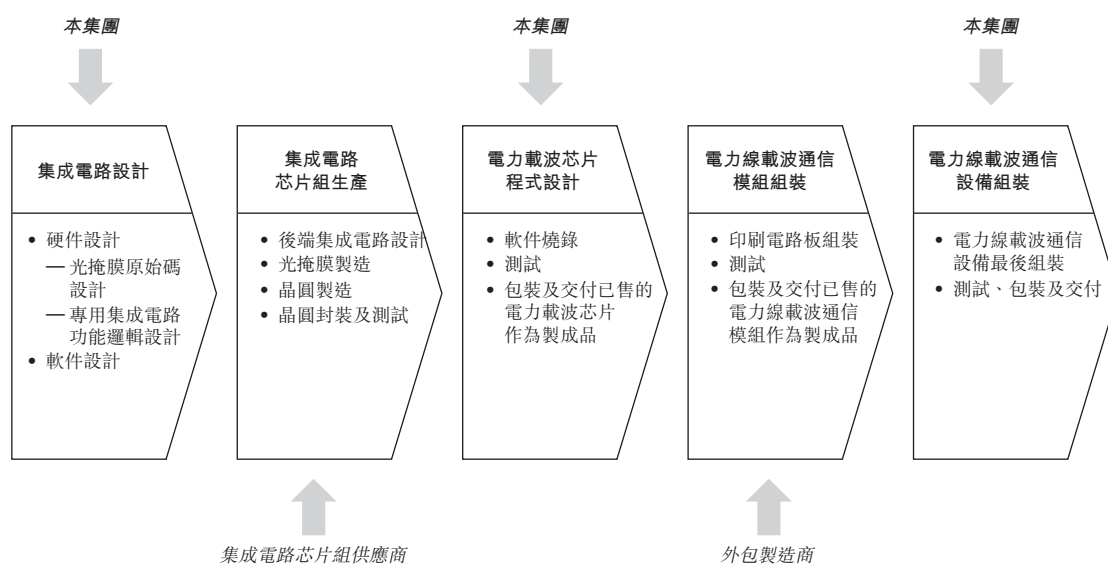 本集團
本集團
本集團
集成電路設計
• 硬件設計
— 光掩膜原始碼
設計
— 專用集成電路
功能邏輯設計
• 軟件設計
集成電路
芯片組生產
• 後端集成電路設計
• 光掩膜製造
• 晶圓製造
• 晶圓封裝及測試
電力載波芯片
程式設計
• 軟件燒錄
• 測試
• 包裝及交付已售的
電力載波芯片
作為製成品
電力線載波通信
模組組裝
• 印刷電路板組裝
• 測試
• 包裝及交付已售的
電力線載波通信
模組作為製成品
電力線載波通信
設備組裝
• 電力線載波通信
設備最後組裝
• 測試、包裝及交付
集成電路芯片組供應商
外包製造商